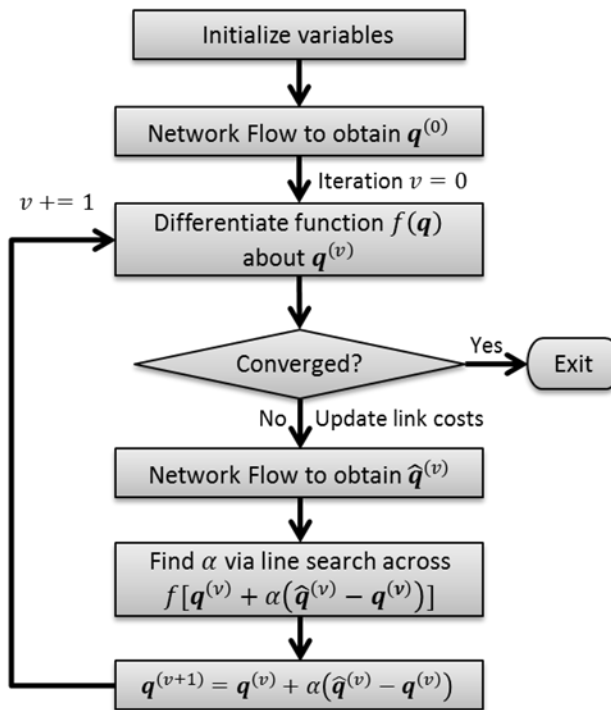 Initialize variables
Network Flow to obtain q^(0)
Iteration v = 0
v += 1
Differentiate function f(q)
about q^(v)
Converged?
Yes
Exit
No
Update link costs
Network Flow to obtain q̂^(v)
Find α via line search across
f[q^(v) + α(q̂^(v) − q^(v))]
q^(v+1) = q^(v) + α(q̂^(v) − q^(v))